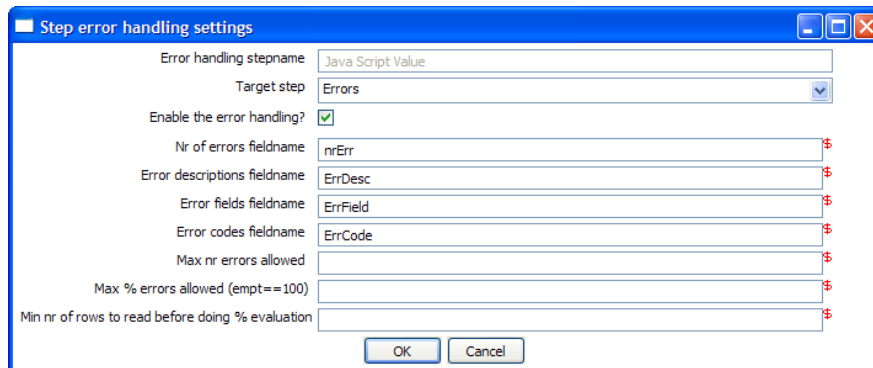 Step error handling settings
Error handling stepname Java Script Value
Target step Errors
Enable the error handling?
Nr of errors fieldname nrErr $
Error descriptions fieldname ErrDesc $
Error fields fieldname ErrField $
Error codes fieldname ErrCode $
Max nr errors allowed $
Max % errors allowed (empt==100) $
Min nr of rows to read before doing % evaluation $
OK Cancel